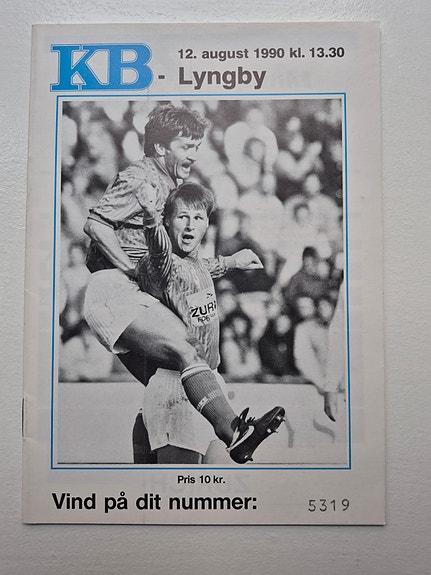 KB - Lyngby
12. august 1990 kl. 13.30
ZURI
Pris 10 kr.
Vind på dit nummer: 5319